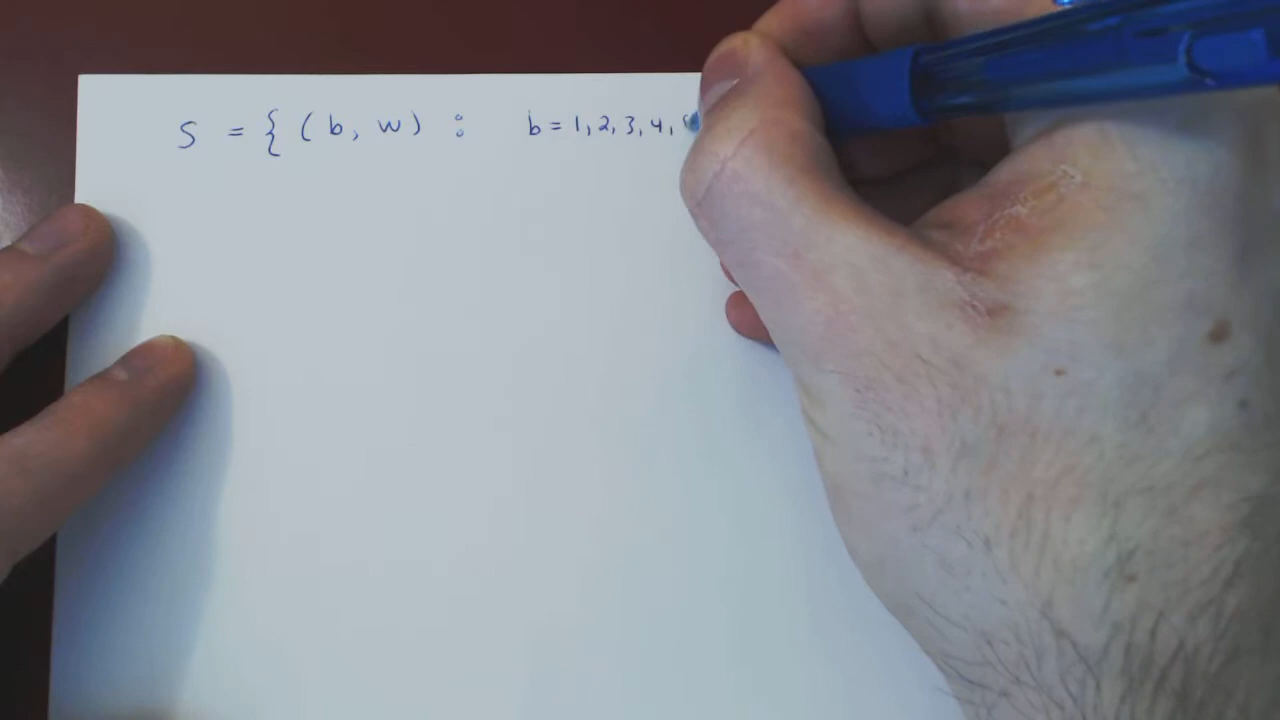 S = { (b, w) : b = 1, 2, 3, 4,